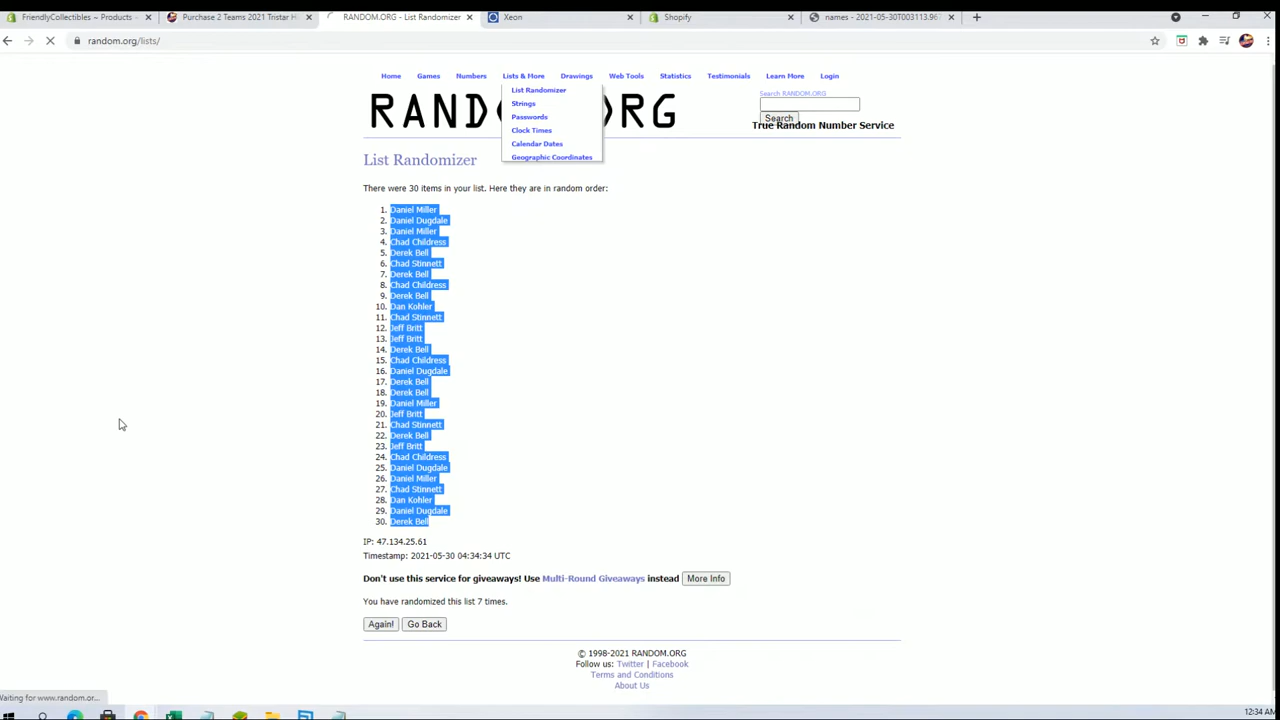 FriendlyCollectibles ~ Products ~
Purchase 2 Teams 2021 Tristar H
RANDOM.ORG - List Randomizer
Xeon
Shopify
names - 2021-05-30T003113.96
random.org/lists/
Home Games Numbers Lists & More Drawings Web Tools Statistics Testimonials Learn More Login
List Randomizer
Strings
Passwords
Clock Times
Calendar Dates
Geographic Coordinates
Search RANDOM.ORG
Search
RANDOM.ORG
True Random Number Service
List Randomizer
There were 30 items in your list. Here they are in random order:
1. Daniel Miller
2. Daniel Dugdale
3. Daniel Miller
4. Chad Childress
5. Derek Bell
6. Chad Stinnett
7. Derek Bell
8. Chad Childress
9. Derek Bell
10. Dan Kohler
11. Chad Stinnett
12. Jeff Britt
13. Jeff Britt
14. Derek Bell
15. Chad Childress
16. Daniel Dugdale
17. Derek Bell
18. Derek Bell
19. Daniel Miller
20. Jeff Britt
21. Chad Stinnett
22. Derek Bell
23. Jeff Britt
24. Chad Childress
25. Daniel Dugdale
26. Daniel Miller
27. Chad Stinnett
28. Dan Kohler
29. Daniel Dugdale
30. Derek Bell
IP: 47.134.25.61
Timestamp: 2021-05-30 04:34:34 UTC
Don't use this service for giveaways! Use Multi-Round Giveaways instead More Info
You have randomized this list 7 times.
Again! Go Back
© 1998-2021 RANDOM.ORG
Follow us: Twitter | Facebook
Terms and Conditions
About Us
Waiting for www.random.or...
12:34 AM